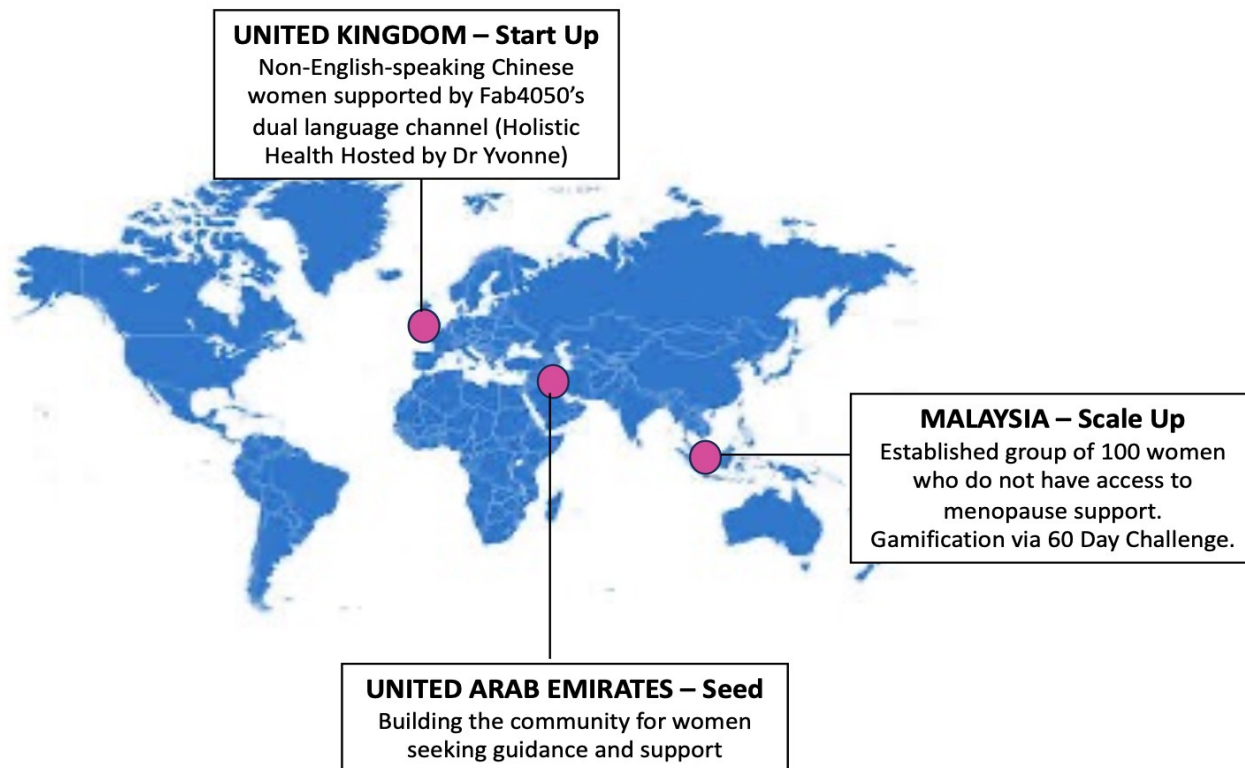 UNITED KINGDOM – Start Up
Non-English-speaking Chinese
women supported by Fab4050's
dual language channel (Holistic
Health Hosted by Dr Yvonne)
MALAYSIA – Scale Up
Established group of 100 women
who do not have access to
menopause support.
Gamification via 60 Day Challenge.
UNITED ARAB EMIRATES – Seed
Building the community for women
seeking guidance and support